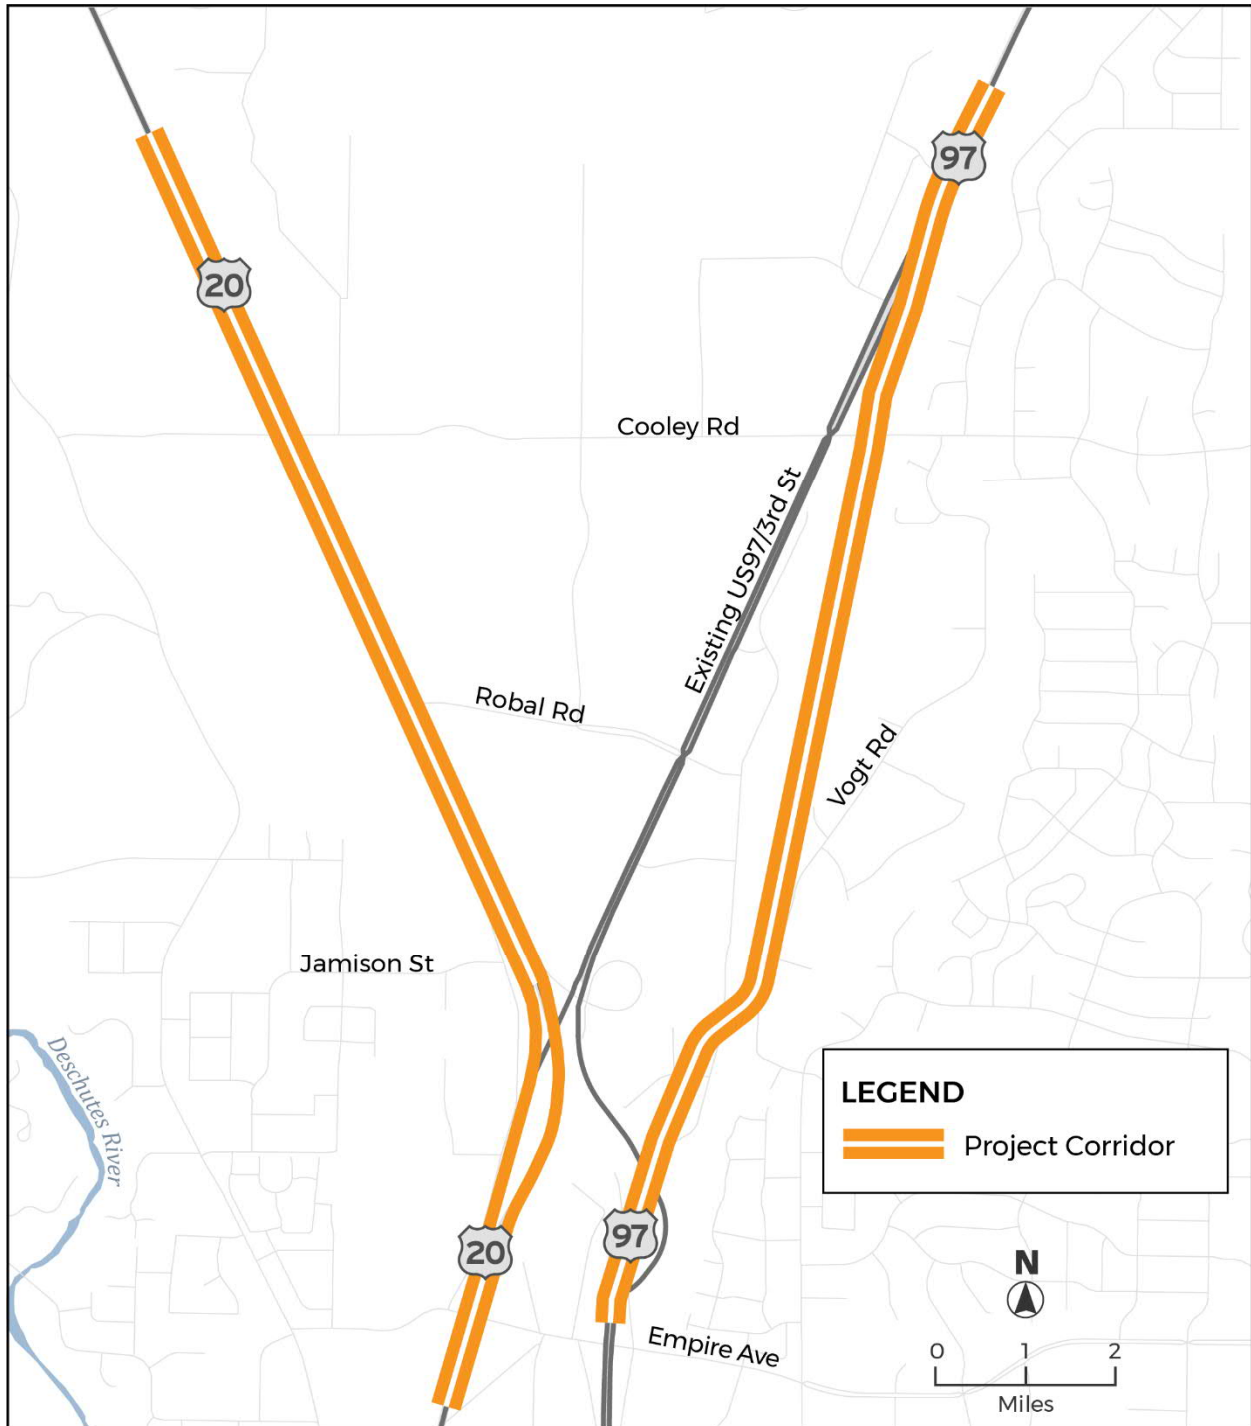 97
20
Cooley Rd
Existing US97/3rd St
Robal Rd
Vogt Rd
Jamison St
Deschutes River
LEGEND
Project Corridor
20
97
N
Empire Ave
0 1 2
Miles